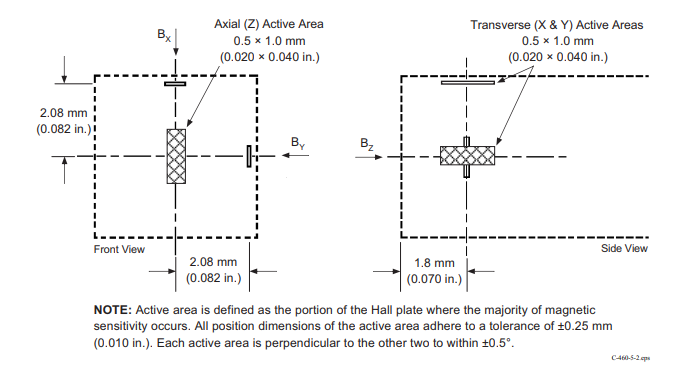 Axial (Z) Active Area
0.5 × 1.0 mm
(0.020 × 0.040 in.)
Transverse (X & Y) Active Areas
0.5 × 1.0 mm
(0.020 × 0.040 in.)
BX
2.08 mm
(0.082 in.)
BY
BZ
Front View
2.08 mm
(0.082 in.)
Side View
1.8 mm
(0.070 in.)
NOTE: Active area is defined as the portion of the Hall plate where the majority of magnetic
sensitivity occurs. All position dimensions of the active area adhere to a tolerance of ±0.25 mm
(0.010 in.). Each active area is perpendicular to the other two to within ±0.5°.
C-460-5-2.eps